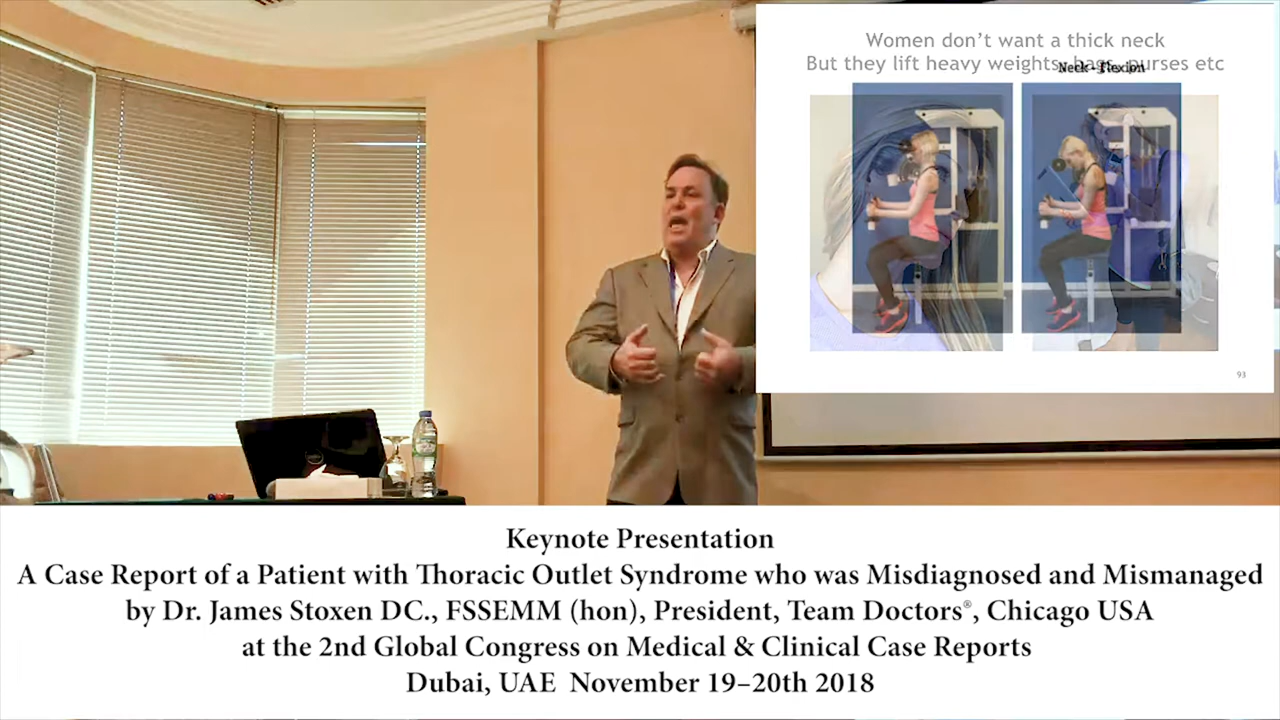 Women don't want a thick neck
But they lift heavy weights, bags, purses etc
Neck - Flexion
93
Keynote Presentation
A Case Report of a Patient with Thoracic Outlet Syndrome who was Misdiagnosed and Mismanaged
by Dr. James Stoxen DC., FSSEMM (hon), President, Team Doctors®, Chicago USA
at the 2nd Global Congress on Medical & Clinical Case Reports
Dubai, UAE November 19–20th 2018